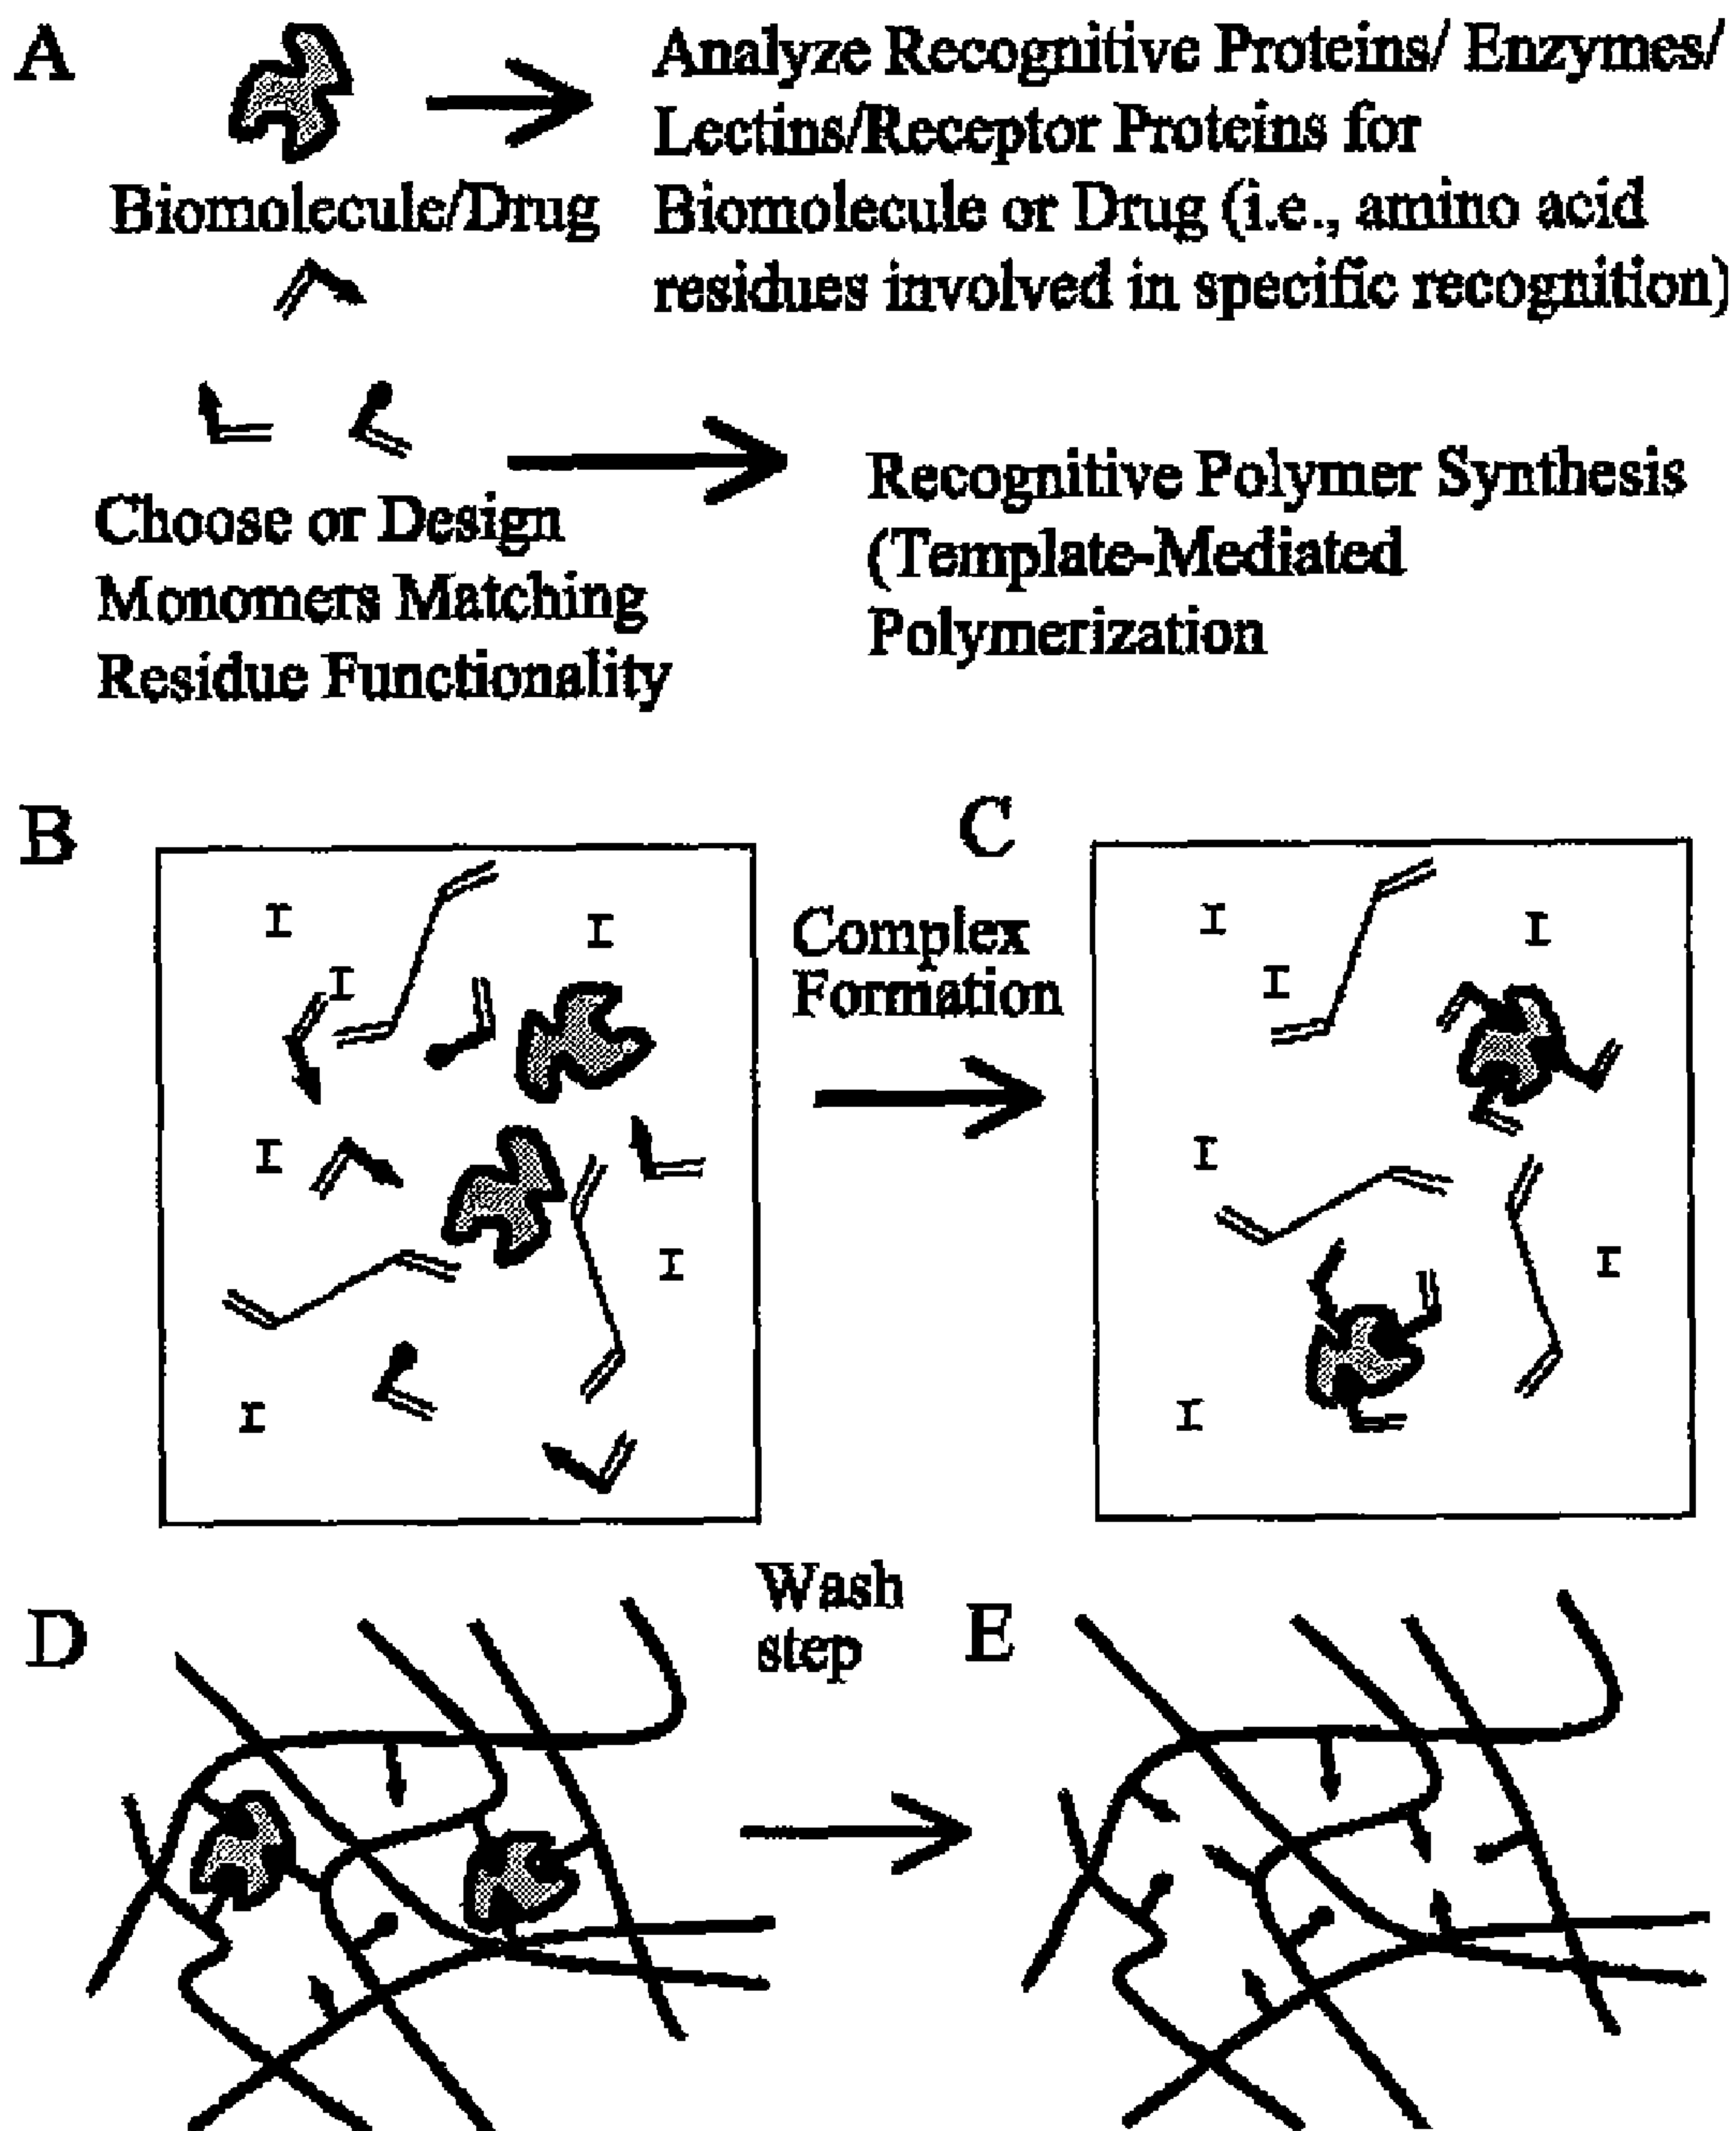 A
Analyze Recognitive Proteins/ Enzymes/
Lectins/Receptor Proteins for
Biomolecule or Drug (i.e., amino acid
residues involved in specific recognition)
Biomolecule/Drug
Choose or Design
Monomers Matching
Residue Functionality
Recognitive Polymer Synthesis
(Template-Mediated
Polymerization
B
I
I
I
I
I
I
Complex
Formation
C
I
I
I
I
I
I
D
Wash
step
E